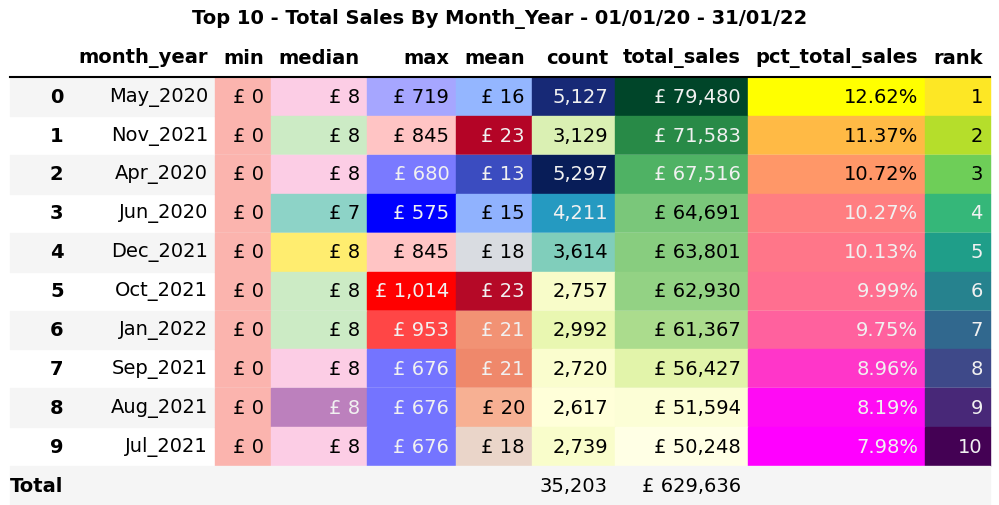 Top 10 - Total Sales By Month_Year - 01/01/20 - 31/01/22
month_year min median max mean count total_sales pct_total_sales rank
0 May_2020 £ 0 £ 8 £ 719 £ 16 5,127 £ 79,480 12.62% 1
1 Nov_2021 £ 0 £ 8 £ 845 £ 23 3,129 £ 71,583 11.37% 2
2 Apr_2020 £ 0 £ 8 £ 680 £ 13 5,297 £ 67,516 10.72% 3
3 Jun_2020 £ 0 £ 7 £ 575 £ 15 4,211 £ 64,691 10.27% 4
4 Dec_2021 £ 0 £ 8 £ 845 £ 18 3,614 £ 63,801 10.13% 5
5 Oct_2021 £ 0 £ 8 £ 1,014 £ 23 2,757 £ 62,930 9.99% 6
6 Jan_2022 £ 0 £ 8 £ 953 £ 21 2,992 £ 61,367 9.75% 7
7 Sep_2021 £ 0 £ 8 £ 676 £ 21 2,720 £ 56,427 8.96% 8
8 Aug_2021 £ 0 £ 8 £ 676 £ 20 2,617 £ 51,594 8.19% 9
9 Jul_2021 £ 0 £ 8 £ 676 £ 18 2,739 £ 50,248 7.98% 10
Total 35,203 £ 629,636